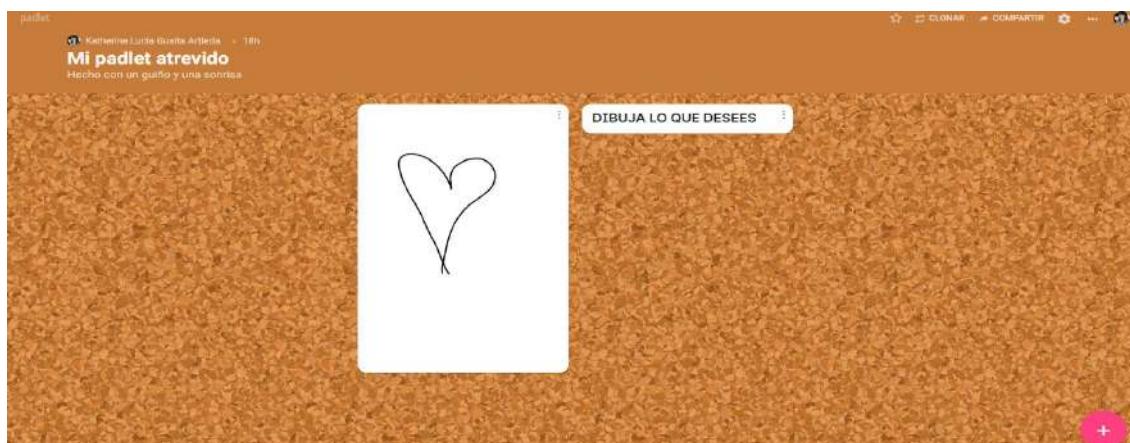 padlet
CLONAR COMPARTIR
Katherine Lucia Guaita Artieda • 18h
Mi padlet atrevido
Hecho con un guiño y una sonrisa
DIBUJA LO QUE DESEES